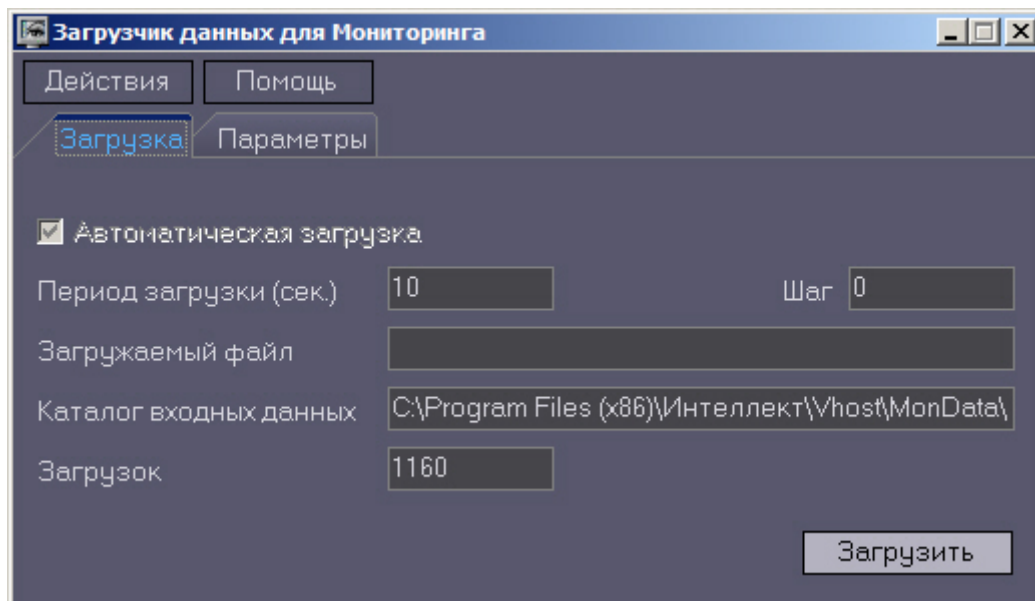 Загрузчик данных для Мониторинга
Действия Помощь
Загрузка Параметры
Автоматическая загрузка
Период загрузки (сек.) 10 Шаг 0
Загружаемый файл
Каталог входных данных C:\Program Files (x86)\Интеллект\Vhost\MonData\
Загрузок 1160
Загрузить